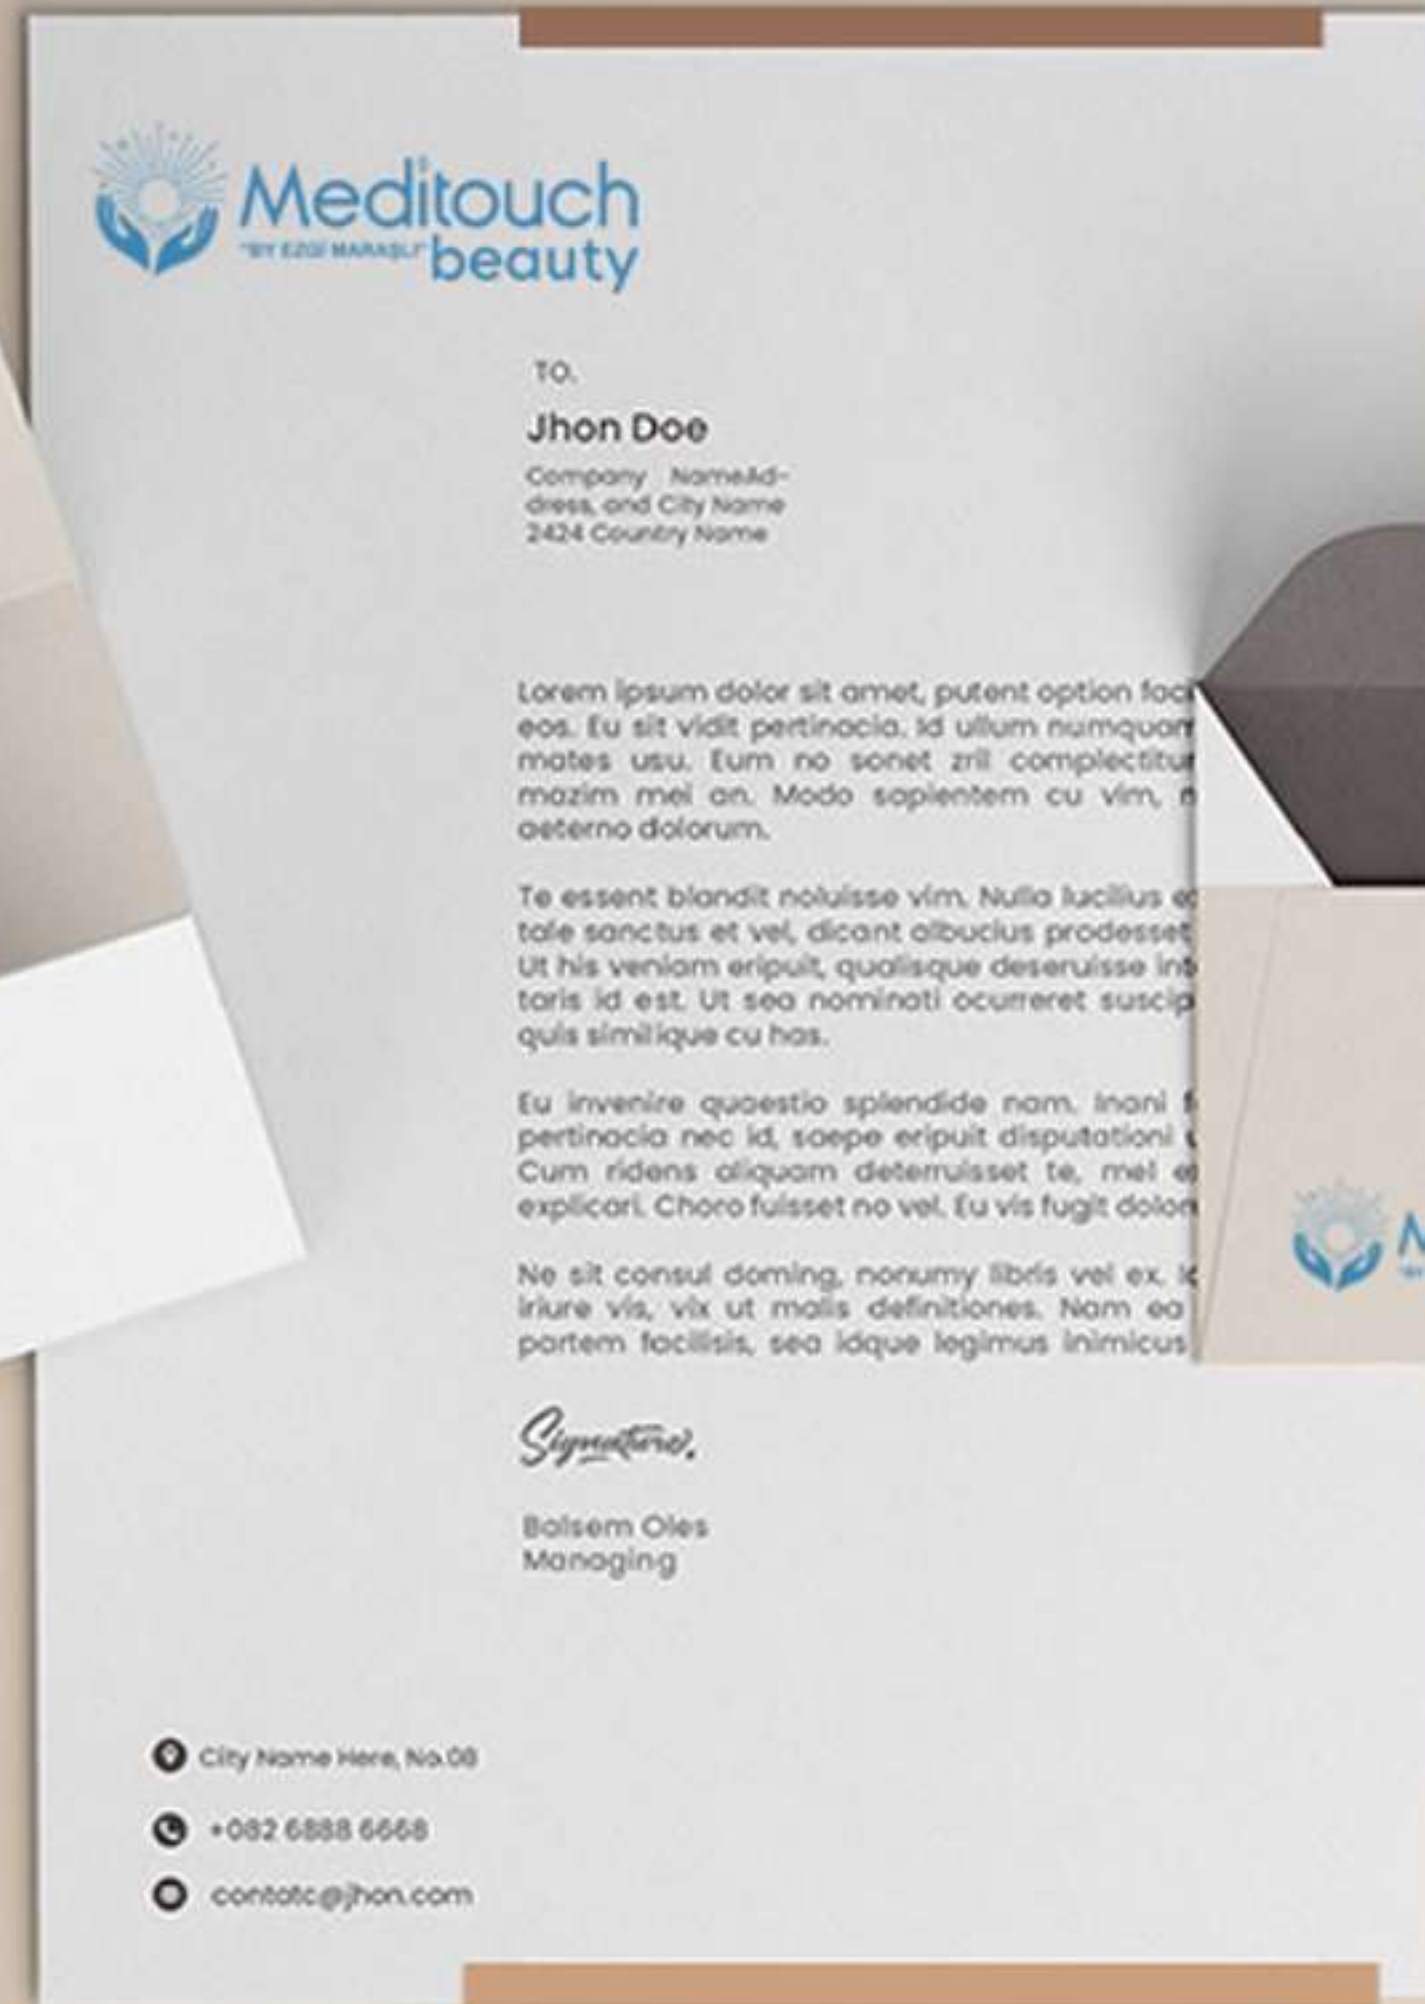 Meditouch
"BY EZGİ MARAŞLI" beauty
TO.
Jhon Doe
Company NameAd-
dress, and City Name
2424 Country Name
Lorem ipsum dolor sit amet, putent option faci
eos. Eu sit vidit pertinacia. Id ullum numquam
mates usu. Eum no sonet zril complectitur
mazim mei an. Modo sapientem cu vim, n
aeterno dolorum.
Te essent blandit noluisse vim. Nulla lucilius
tale sanctus et vel, dicant albucius prodesset
Ut his veniam eripuit, qualisque deseruisse int
taris id est. Ut sea nominati ocurreret suscip
quis similique cu has.
Eu invenire quaestio splendide nam. Inani f
pertinacia nec id, saepe eripuit disputationi
Cum ridens aliquam deterruisset te, mel
explicari. Choro fuisset no vel. Eu vis fugit dolor
Ne sit consul doming, nonumy libris vel ex.
iriure vis, vix ut malis definitiones. Nam ea
partem facilisis, sea idque legimus inimicus
Signature.
Balsem Oles
Managing
City Name Here, No.08
+082 6888 6668
contatc@jhon.com